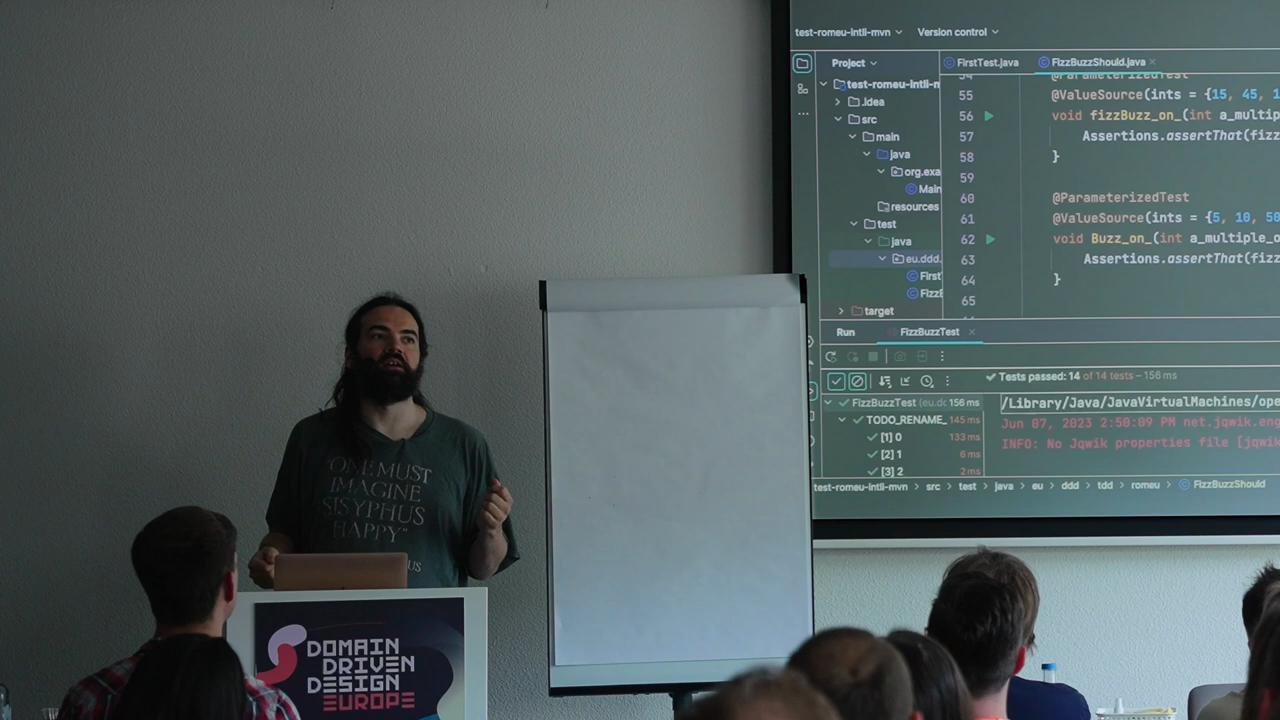 test-romeu-intli-mvn Version control
Project
FirstTest.java FizzBuzzShould.java ×
test-romeu-intli-n
.idea
src
main
java
org.exa
Main
resources
test
java
eu.ddd.
First
FizzB
target
54 @ParameterizedTest
55 @ValueSource(ints = {15, 45, 1
56 void fizzBuzz_on_(int a_multip
57 Assertions.assertThat(fizz
58 }
59
60 @ParameterizedTest
61 @ValueSource(ints = {5, 10, 50
62 void Buzz_on_(int a_multiple_o
63 Assertions.assertThat(fizz
64 }
65
Run FizzBuzzTest ×
Tests passed: 14 of 14 tests – 156 ms
FizzBuzzTest (eu.dc 156 ms
TODO_RENAME_ 145 ms
[1] 0 133 ms
[2] 1 6 ms
[3] 2 2 ms
/Library/Java/JavaVirtualMachines/ope
Jun 07, 2023 2:50:09 PM net.jqwik.eng
INFO: No Jqwik properties file [jqwik
test-romeu-intli-mvn > src > test > java > eu > ddd > tdd > romeu > FizzBuzzShould
"ONE MUST
IMAGINE
SISYPHUS
HAPPY"
US
DOMAIN
DRIVEN
DESIGN
EUROPE